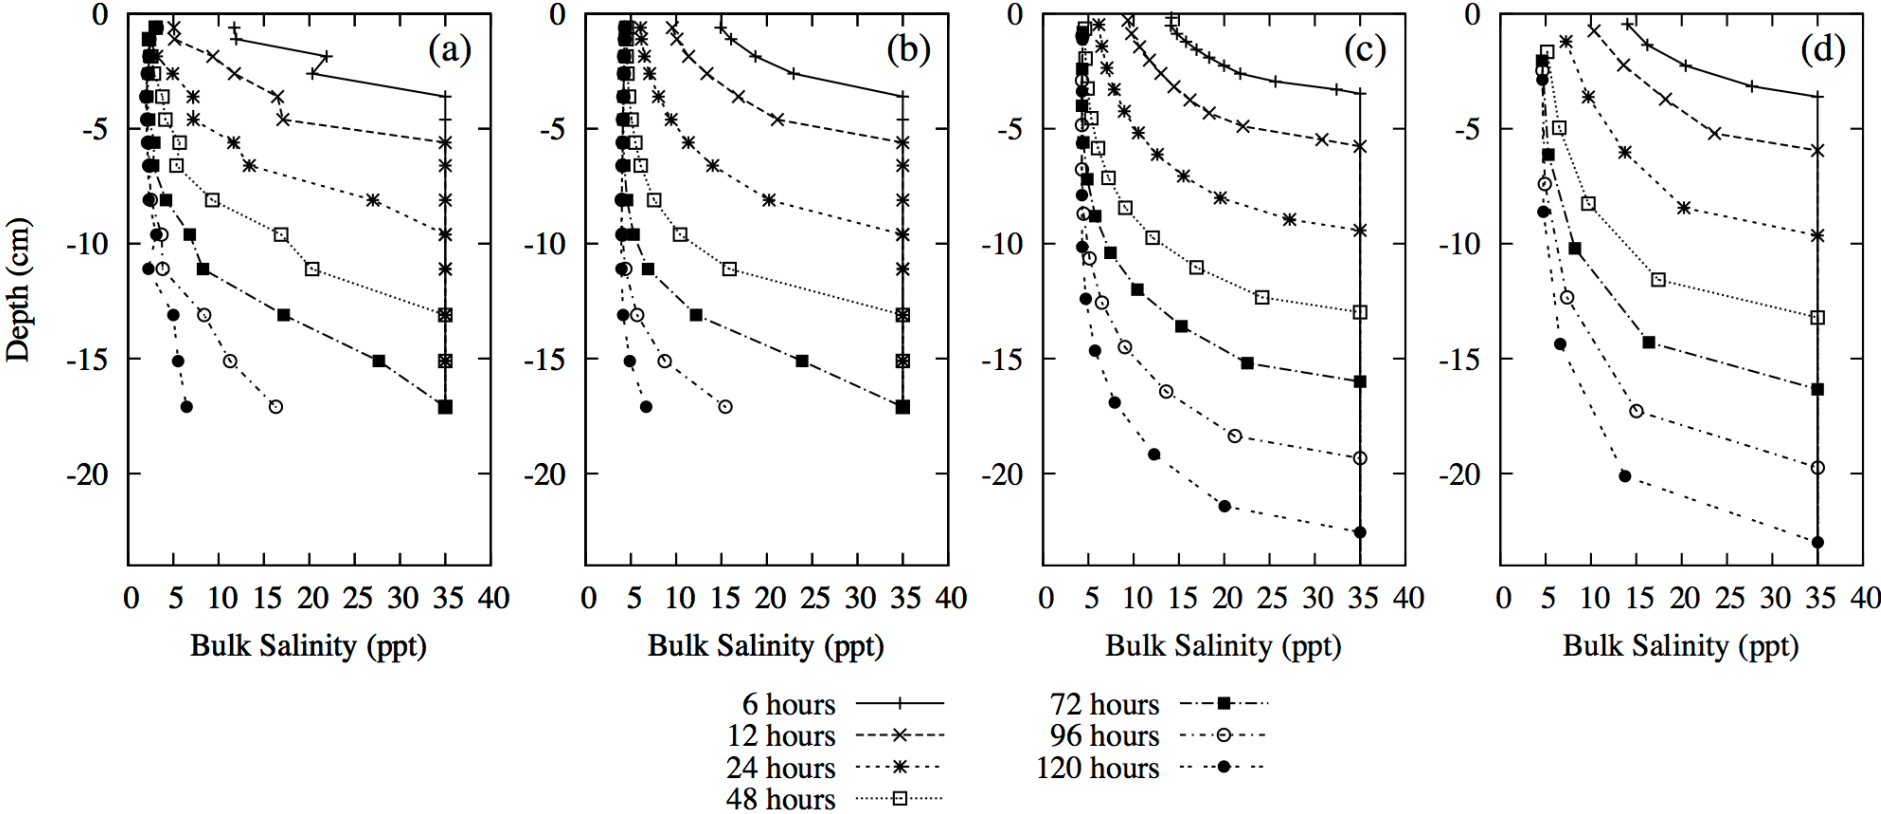 0 0 0 0
(a) (b) (c) (d)
-5 -5 -5 -5
-10 -10 -10 -10
Depth (cm)
-15 -15 -15 -15
-20 -20 -20 -20
0 5 10 15 20 25 30 35 40 0 5 10 15 20 25 30 35 40 0 5 10 15 20 25 30 35 40 0 5 10 15 20 25 30 35 40
Bulk Salinity (ppt) Bulk Salinity (ppt) Bulk Salinity (ppt) Bulk Salinity (ppt)
6 hours 72 hours
12 hours 96 hours
24 hours 120 hours
48 hours